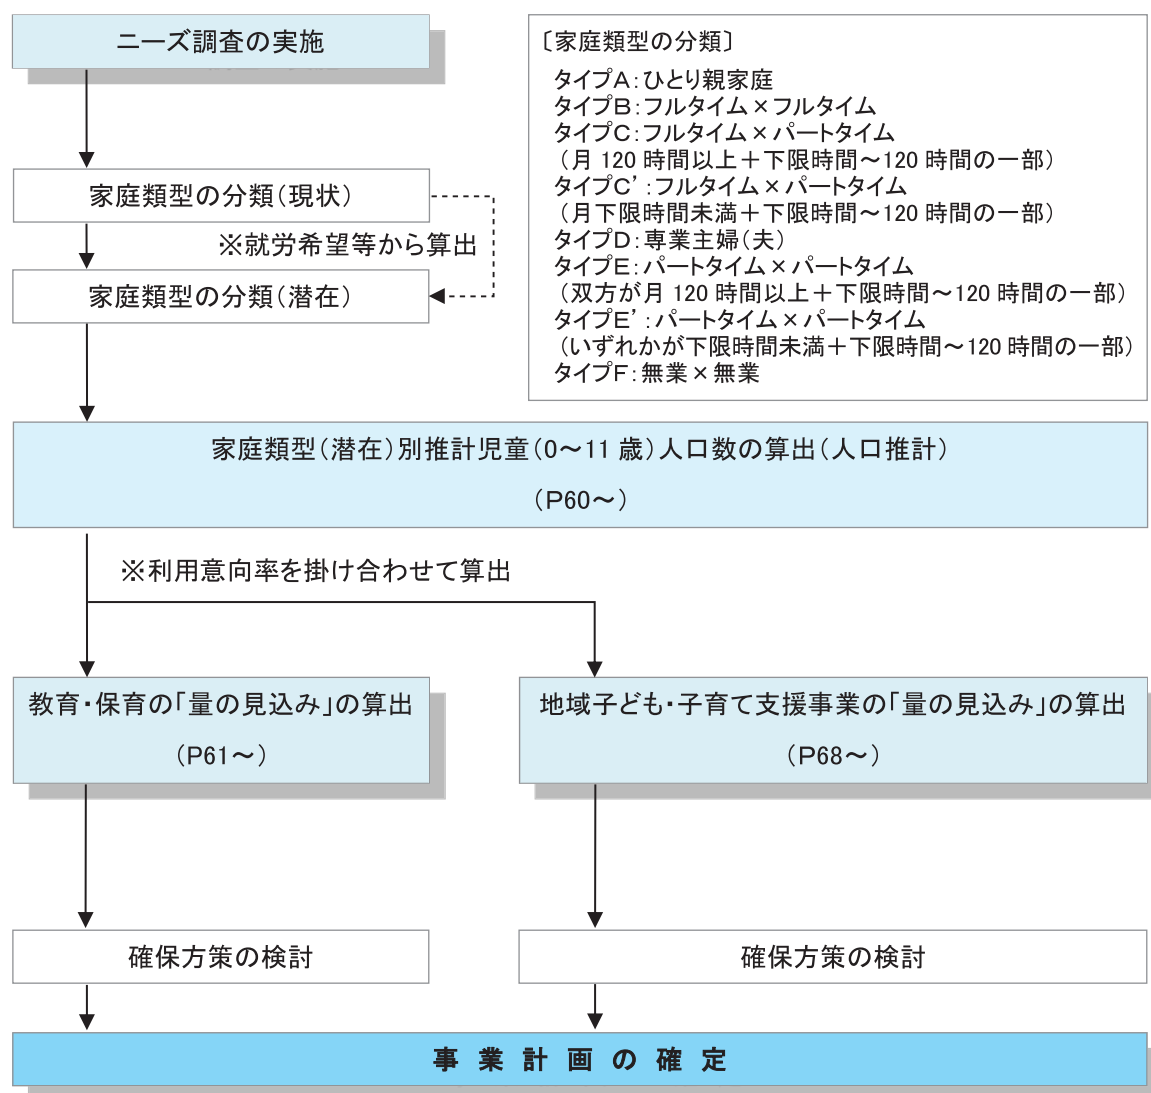 ニーズ調査の実施
〔家庭類型の分類〕
タイプA：ひとり親家庭
タイプB：フルタイム×フルタイム
タイプC：フルタイム×パートタイム
（月 120 時間以上＋下限時間～120 時間の一部）
タイプC’：フルタイム×パートタイム
（月下限時間未満＋下限時間～120 時間の一部）
タイプD：専業主婦（夫）
タイプE：パートタイム×パートタイム
（双方が月 120 時間以上＋下限時間～120 時間の一部）
タイプE’：パートタイム×パートタイム
（いずれかが下限時間未満＋下限時間～120 時間の一部）
タイプF：無業×無業
家庭類型の分類（現状）
※就労希望等から算出
家庭類型の分類（潜在）
家庭類型（潜在）別推計児童（0～11 歳）人口数の算出（人口推計）
（P60～）
※利用意向率を掛け合わせて算出
教育・保育の「量の見込み」の算出
（P61～）
地域子ども・子育て支援事業の「量の見込み」の算出
（P68～）
確保方策の検討
確保方策の検討
事業計画の確定